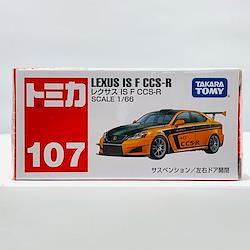 トミカ
107
LEXUS IS F CCS-R
レクサス IS F CCS-R
SCALE 1/66
TAKARA TOMY
CCS-R
サスペンション／左右ドア開閉